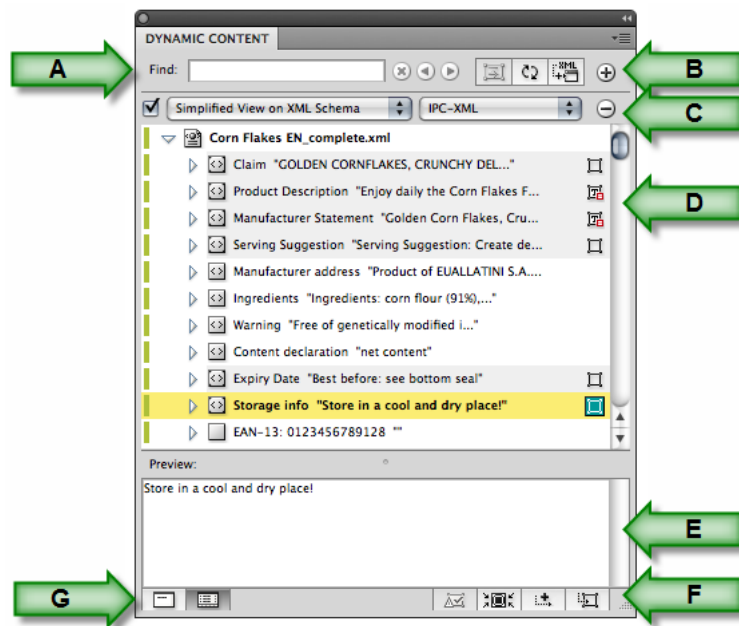 DYNAMIC CONTENT
A
Find:
XML
B
Simplified View on XML Schema
IPC-XML
C
Corn Flakes EN_complete.xml
Claim "GOLDEN CORNFLAKES, CRUNCHY DEL..."
Product Description "Enjoy daily the Corn Flakes F...
D
Manufacturer Statement "Golden Corn Flakes, Cru...
Serving Suggestion "Serving Suggestion: Create de...
Manufacturer address "Product of EUALLATINI S.A....
Ingredients "Ingredients: corn flour (91%),..."
Warning "Free of genetically modified i..."
Content declaration "net content"
Expiry Date "Best before: see bottom seal"
Storage info "Store in a cool and dry place!"
EAN-13: 0123456789128 ""
Preview:
Store in a cool and dry place!
E
G
F